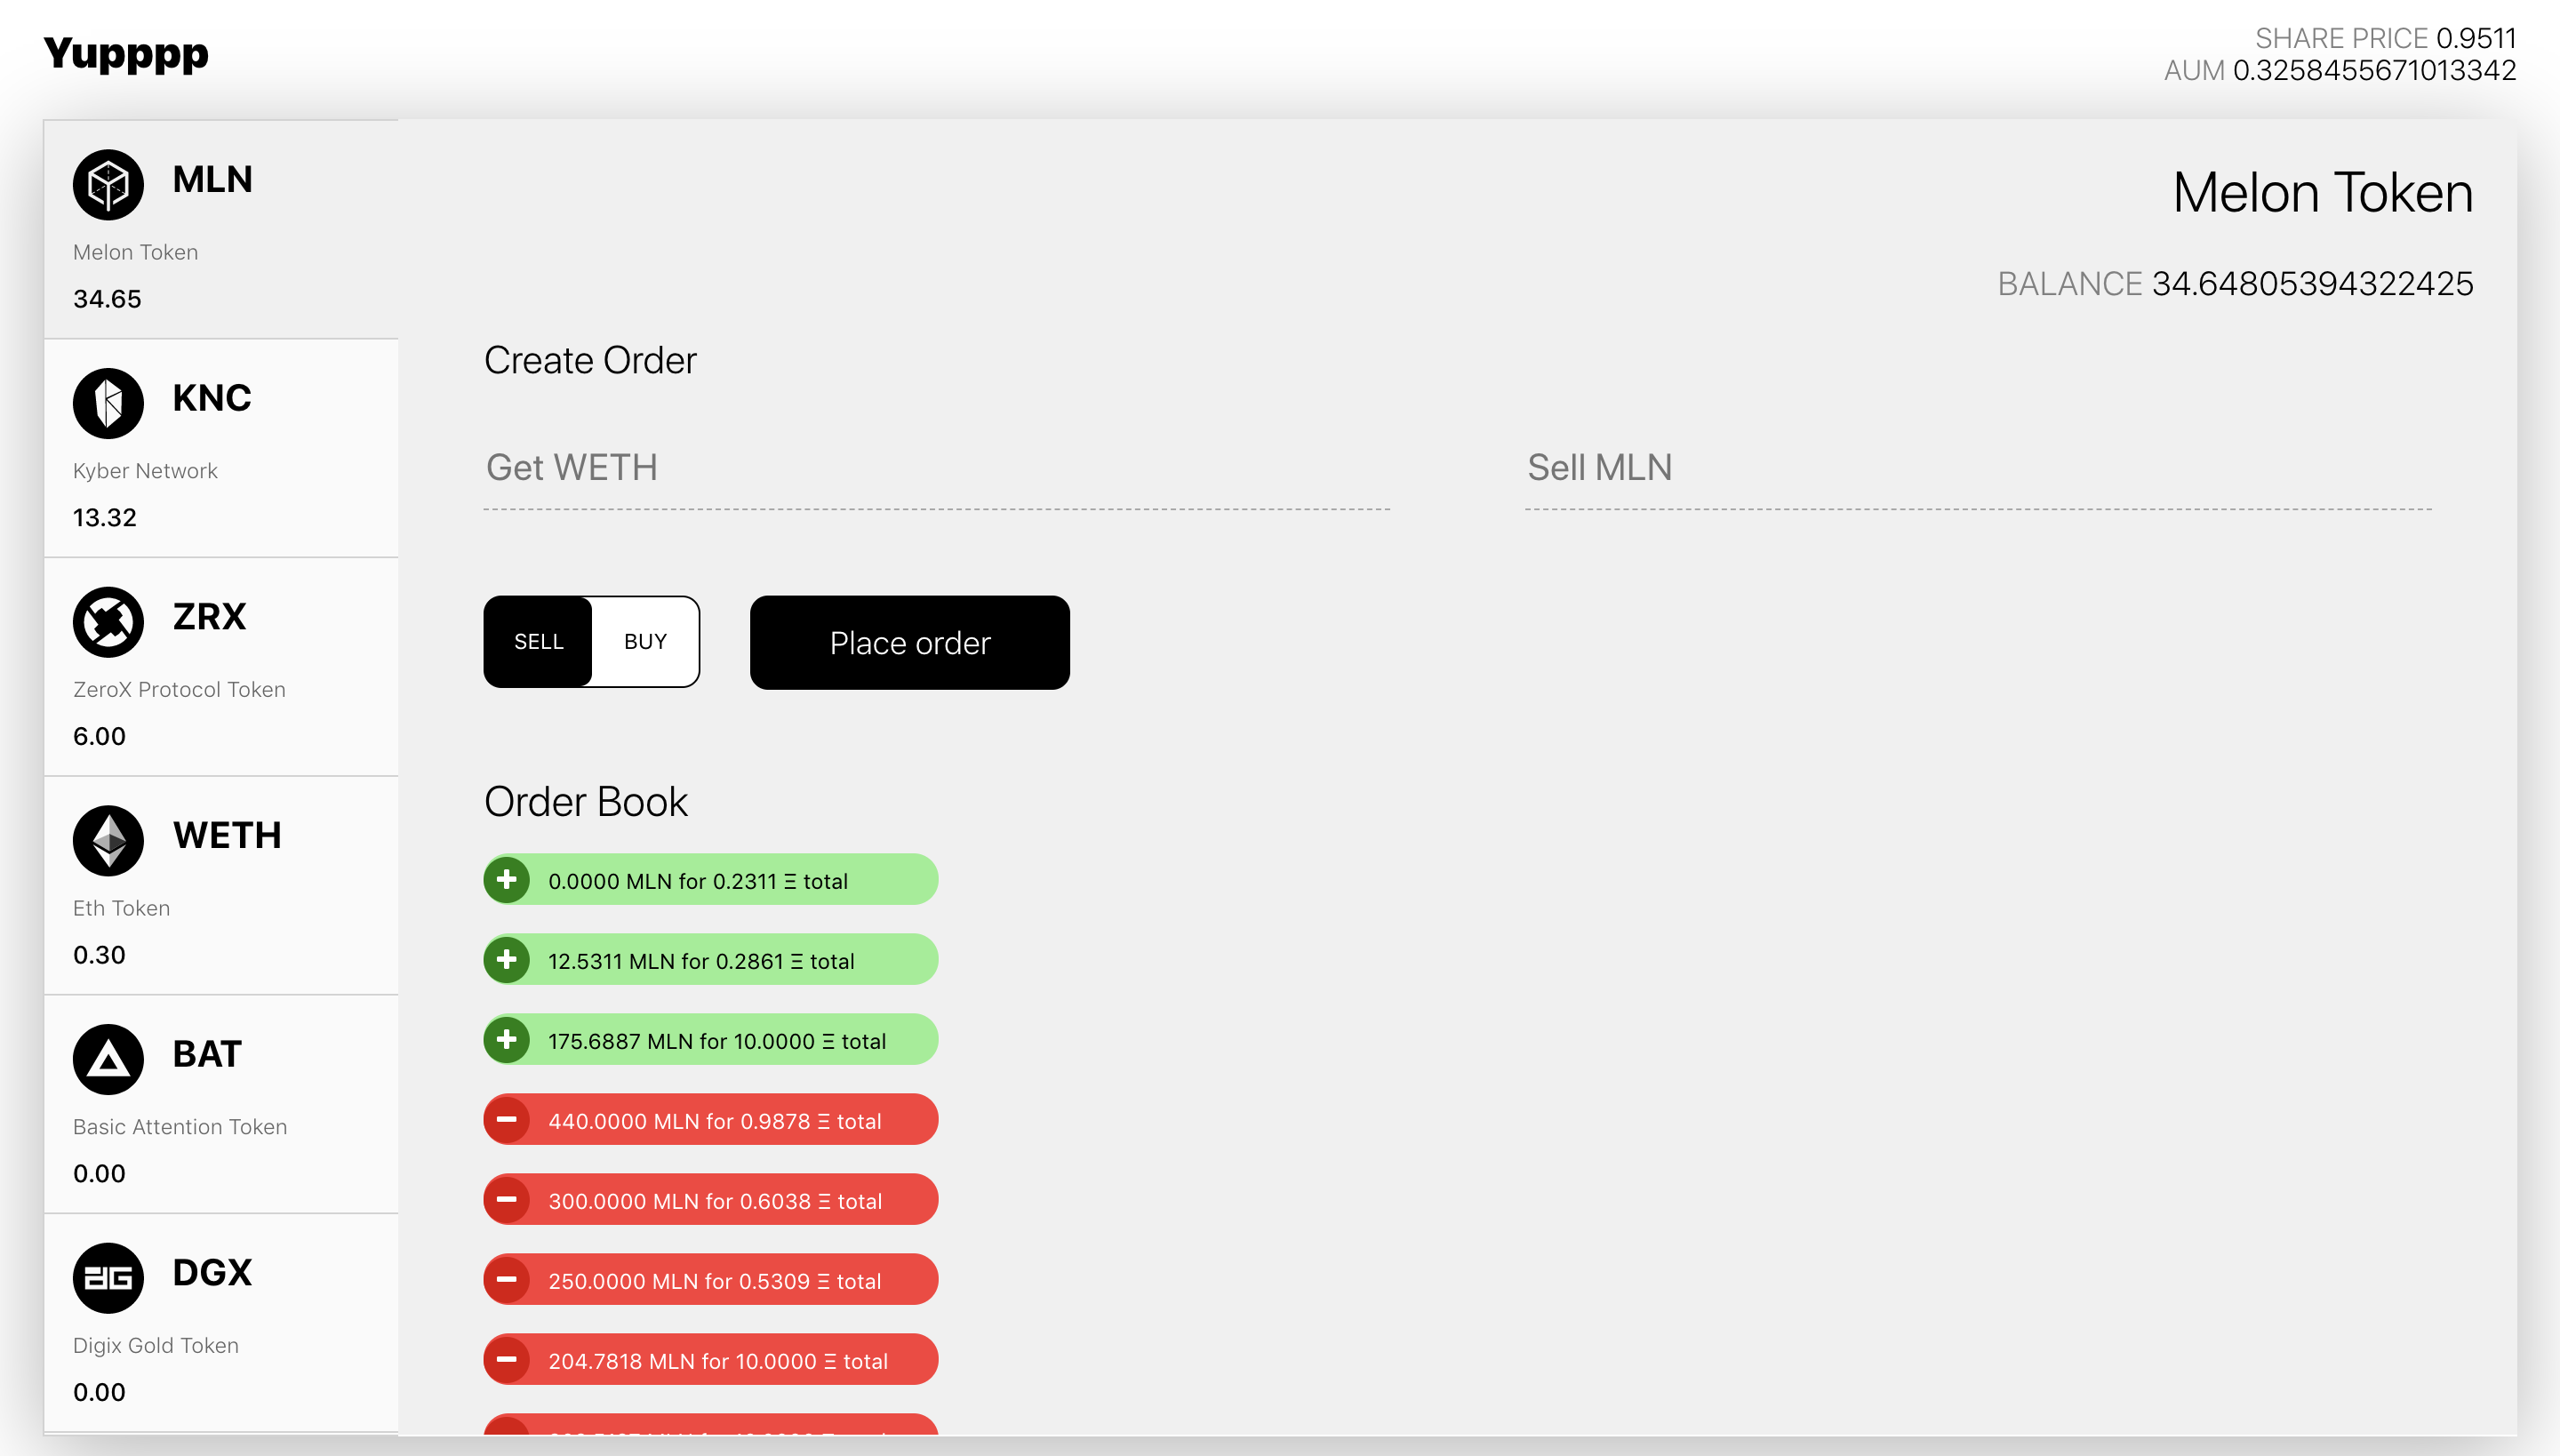 Yupppp
SHARE PRICE 0.9511
AUM 0.3258455671013342
MLN
Melon Token
34.65
KNC
Kyber Network
13.32
ZRX
ZeroX Protocol Token
6.00
WETH
Eth Token
0.30
BAT
Basic Attention Token
0.00
DGX
Digix Gold Token
0.00
Melon Token
BALANCE 34.64805394322425
Create Order
Get WETH
Sell MLN
SELL BUY
Place order
Order Book
0.0000 MLN for 0.2311 Ξ total
12.5311 MLN for 0.2861 Ξ total
175.6887 MLN for 10.0000 Ξ total
440.0000 MLN for 0.9878 Ξ total
300.0000 MLN for 0.6038 Ξ total
250.0000 MLN for 0.5309 Ξ total
204.7818 MLN for 10.0000 Ξ total